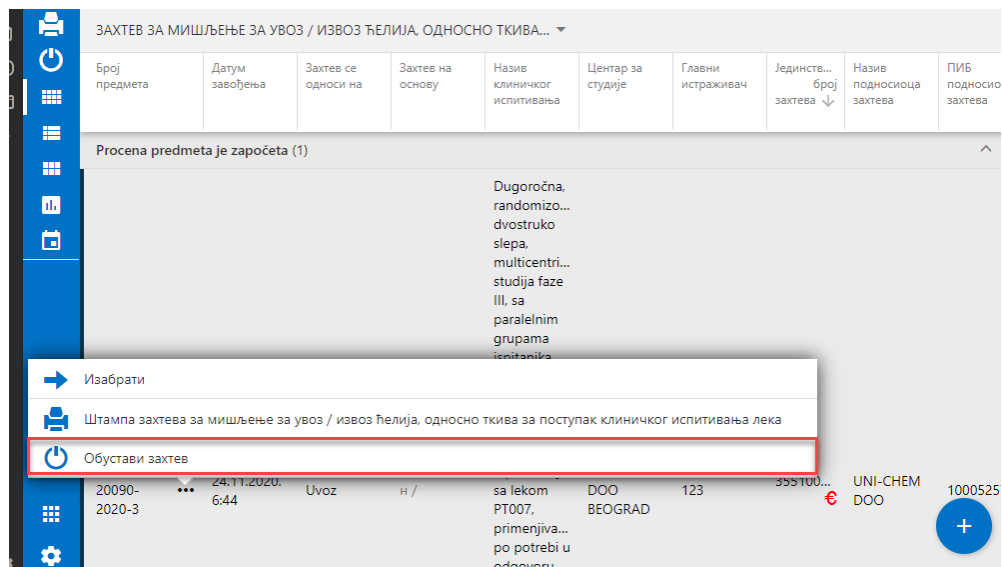 ЗАХТЕВ ЗА МИШЉЕЊЕ ЗА УВОЗ / ИЗВОЗ ЋЕЛИЈА, ОДНОСНО ТКИВА...
Број предмета
Датум завођења
Захтев се односи на
Захтев на основу
Назив клиничког испитивања
Центар за студије
Главни истраживач
Јединств... број захтева
Назив подносиоца захтева
ПИБ подносио захтева
Procena predmeta je započeta (1)
Dugoročna,
randomizo...
dvostruko
slepa,
multicentri...
studija faze
III, sa
paralelnim
grupama
ispitanika
Изабрати
Штампа захтева за мишљење за увоз / извоз ћелија, односно ткива за поступак клиничког испитивања лека
Обустави захтев
20090-2020-3
24.11.2020. 6:44
Uvoz
н /
sa lekom
PT007,
primenjiva...
po potrebi u
odgovoru
DOO BEOGRAD
123
355100...
€
UNI-CHEM DOO
1000525